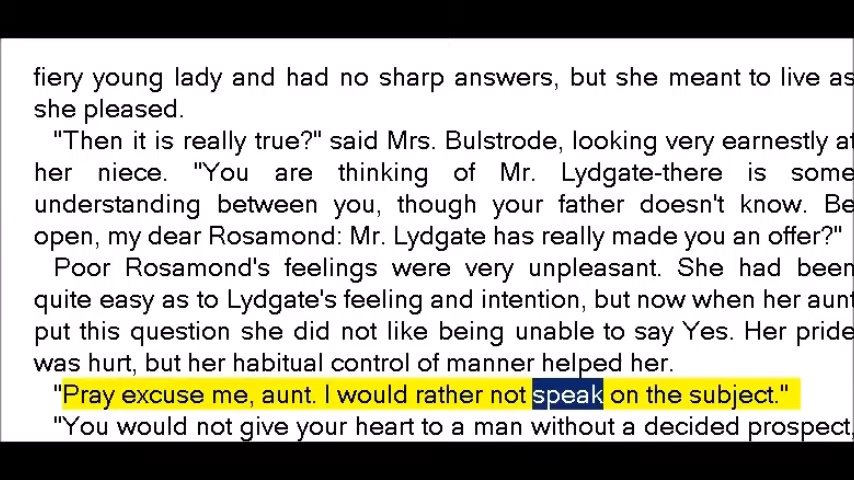 fiery young lady and had no sharp answers, but she meant to live as
she pleased.
"Then it is really true?" said Mrs. Bulstrode, looking very earnestly at
her niece. "You are thinking of Mr. Lydgate-there is some
understanding between you, though your father doesn't know. Be
open, my dear Rosamond: Mr. Lydgate has really made you an offer?"
Poor Rosamond's feelings were very unpleasant. She had been
quite easy as to Lydgate's feeling and intention, but now when her aunt
put this question she did not like being unable to say Yes. Her pride
was hurt, but her habitual control of manner helped her.
"Pray excuse me, aunt. I would rather not speak on the subject."
"You would not give your heart to a man without a decided prospect,